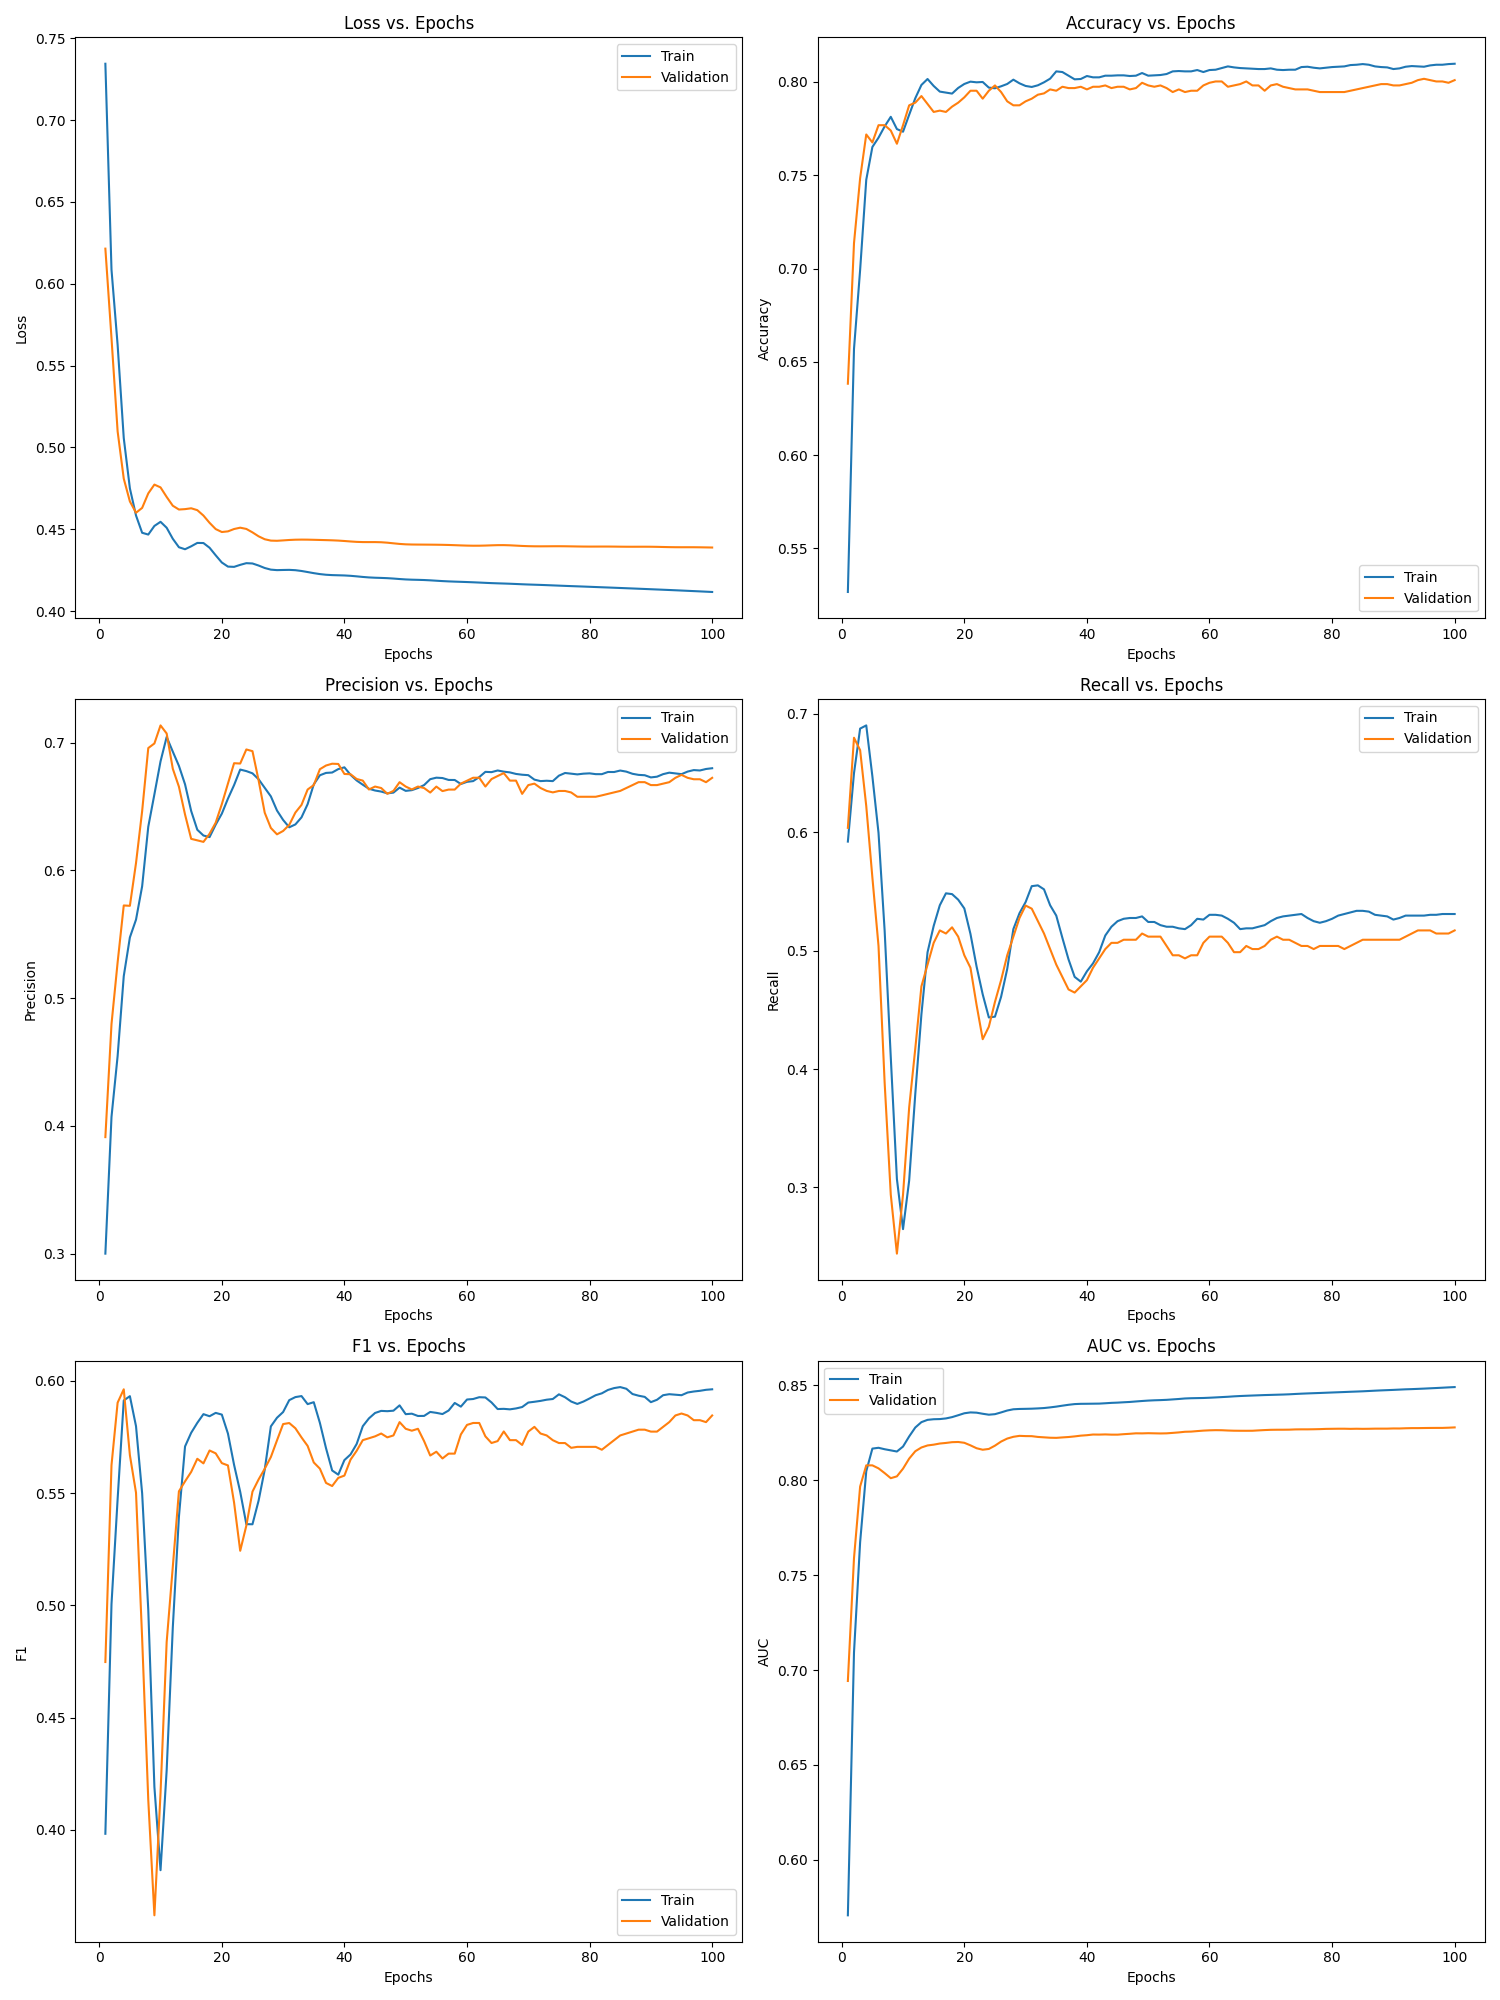 Loss vs. Epochs
Train
Validation
0.75
0.70
0.65
0.60
0.55
0.50
0.45
0.40
Loss
0 20 40 60 80 100
Epochs
Accuracy vs. Epochs
0.80
0.75
0.70
0.65
0.60
0.55
Accuracy
Train
Validation
0 20 40 60 80 100
Epochs
Precision vs. Epochs
Train
Validation
0.7
0.6
0.5
0.4
0.3
Precision
0 20 40 60 80 100
Epochs
Recall vs. Epochs
Train
Validation
0.7
0.6
0.5
0.4
0.3
Recall
0 20 40 60 80 100
Epochs
F1 vs. Epochs
0.60
0.55
0.50
0.45
0.40
F1
Train
Validation
0 20 40 60 80 100
Epochs
AUC vs. Epochs
Train
Validation
0.85
0.80
0.75
0.70
0.65
0.60
AUC
0 20 40 60 80 100
Epochs